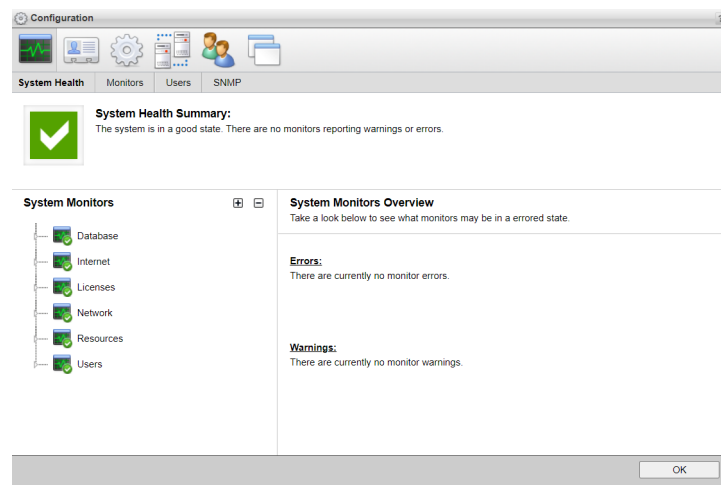 Configuration
System Health
Monitors
Users
SNMP
System Health Summary:
The system is in a good state. There are no monitors reporting warnings or errors.
System Monitors
Database
Internet
Licenses
Network
Resources
Users
System Monitors Overview
Take a look below to see what monitors may be in a errored state.
Errors:
There are currently no monitor errors.
Warnings:
There are currently no monitor warnings.
OK